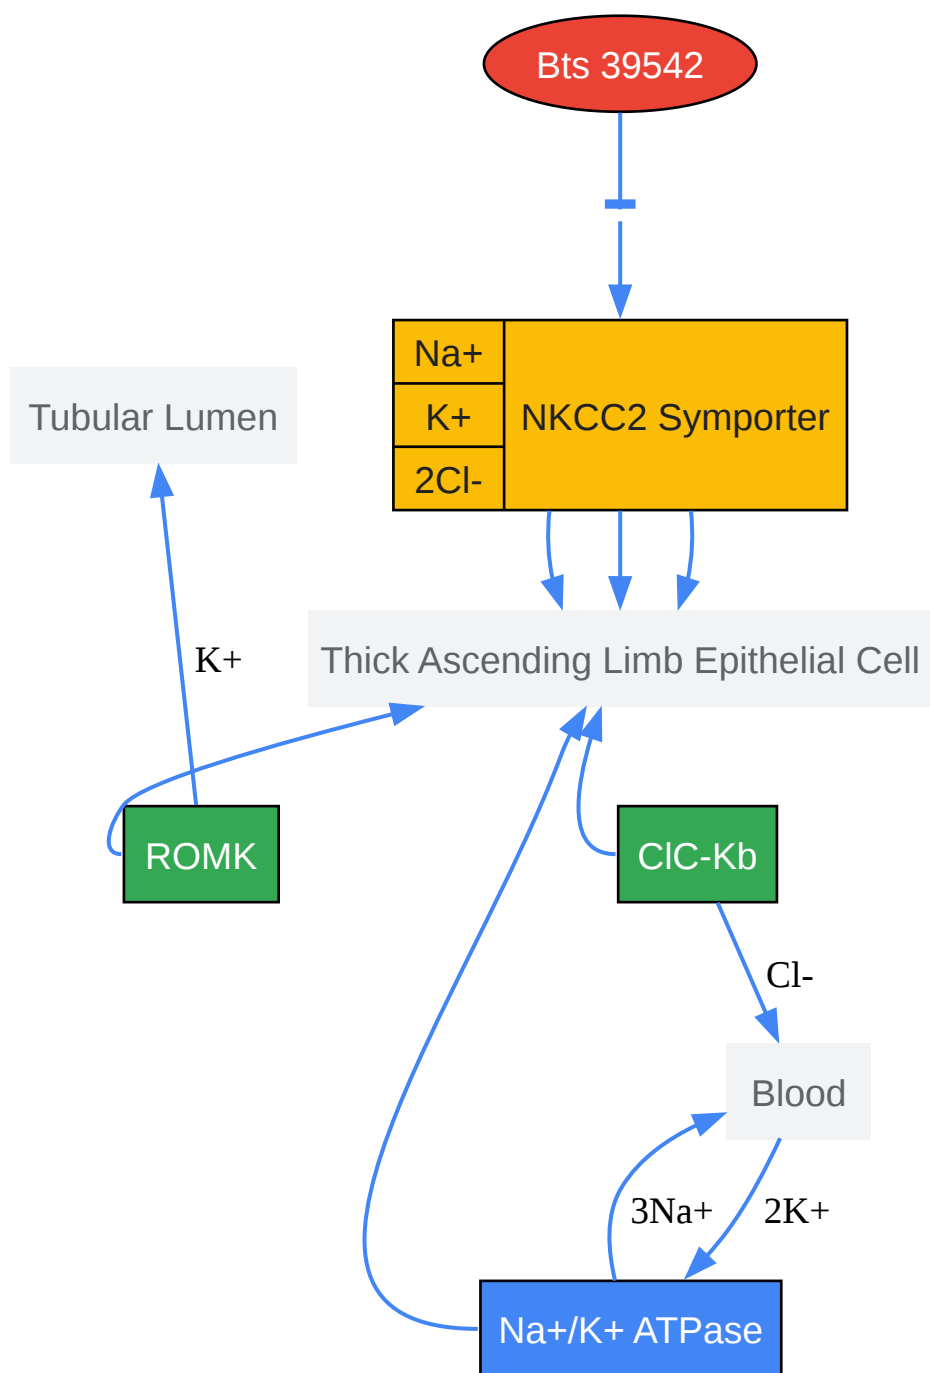 Bts 39542
Na+
K+
2Cl-
NKCC2 Symporter
Tubular Lumen
K+
Thick Ascending Limb Epithelial Cell
ROMK
ClC-Kb
Cl-
Blood
3Na+
2K+
Na+/K+ ATPase